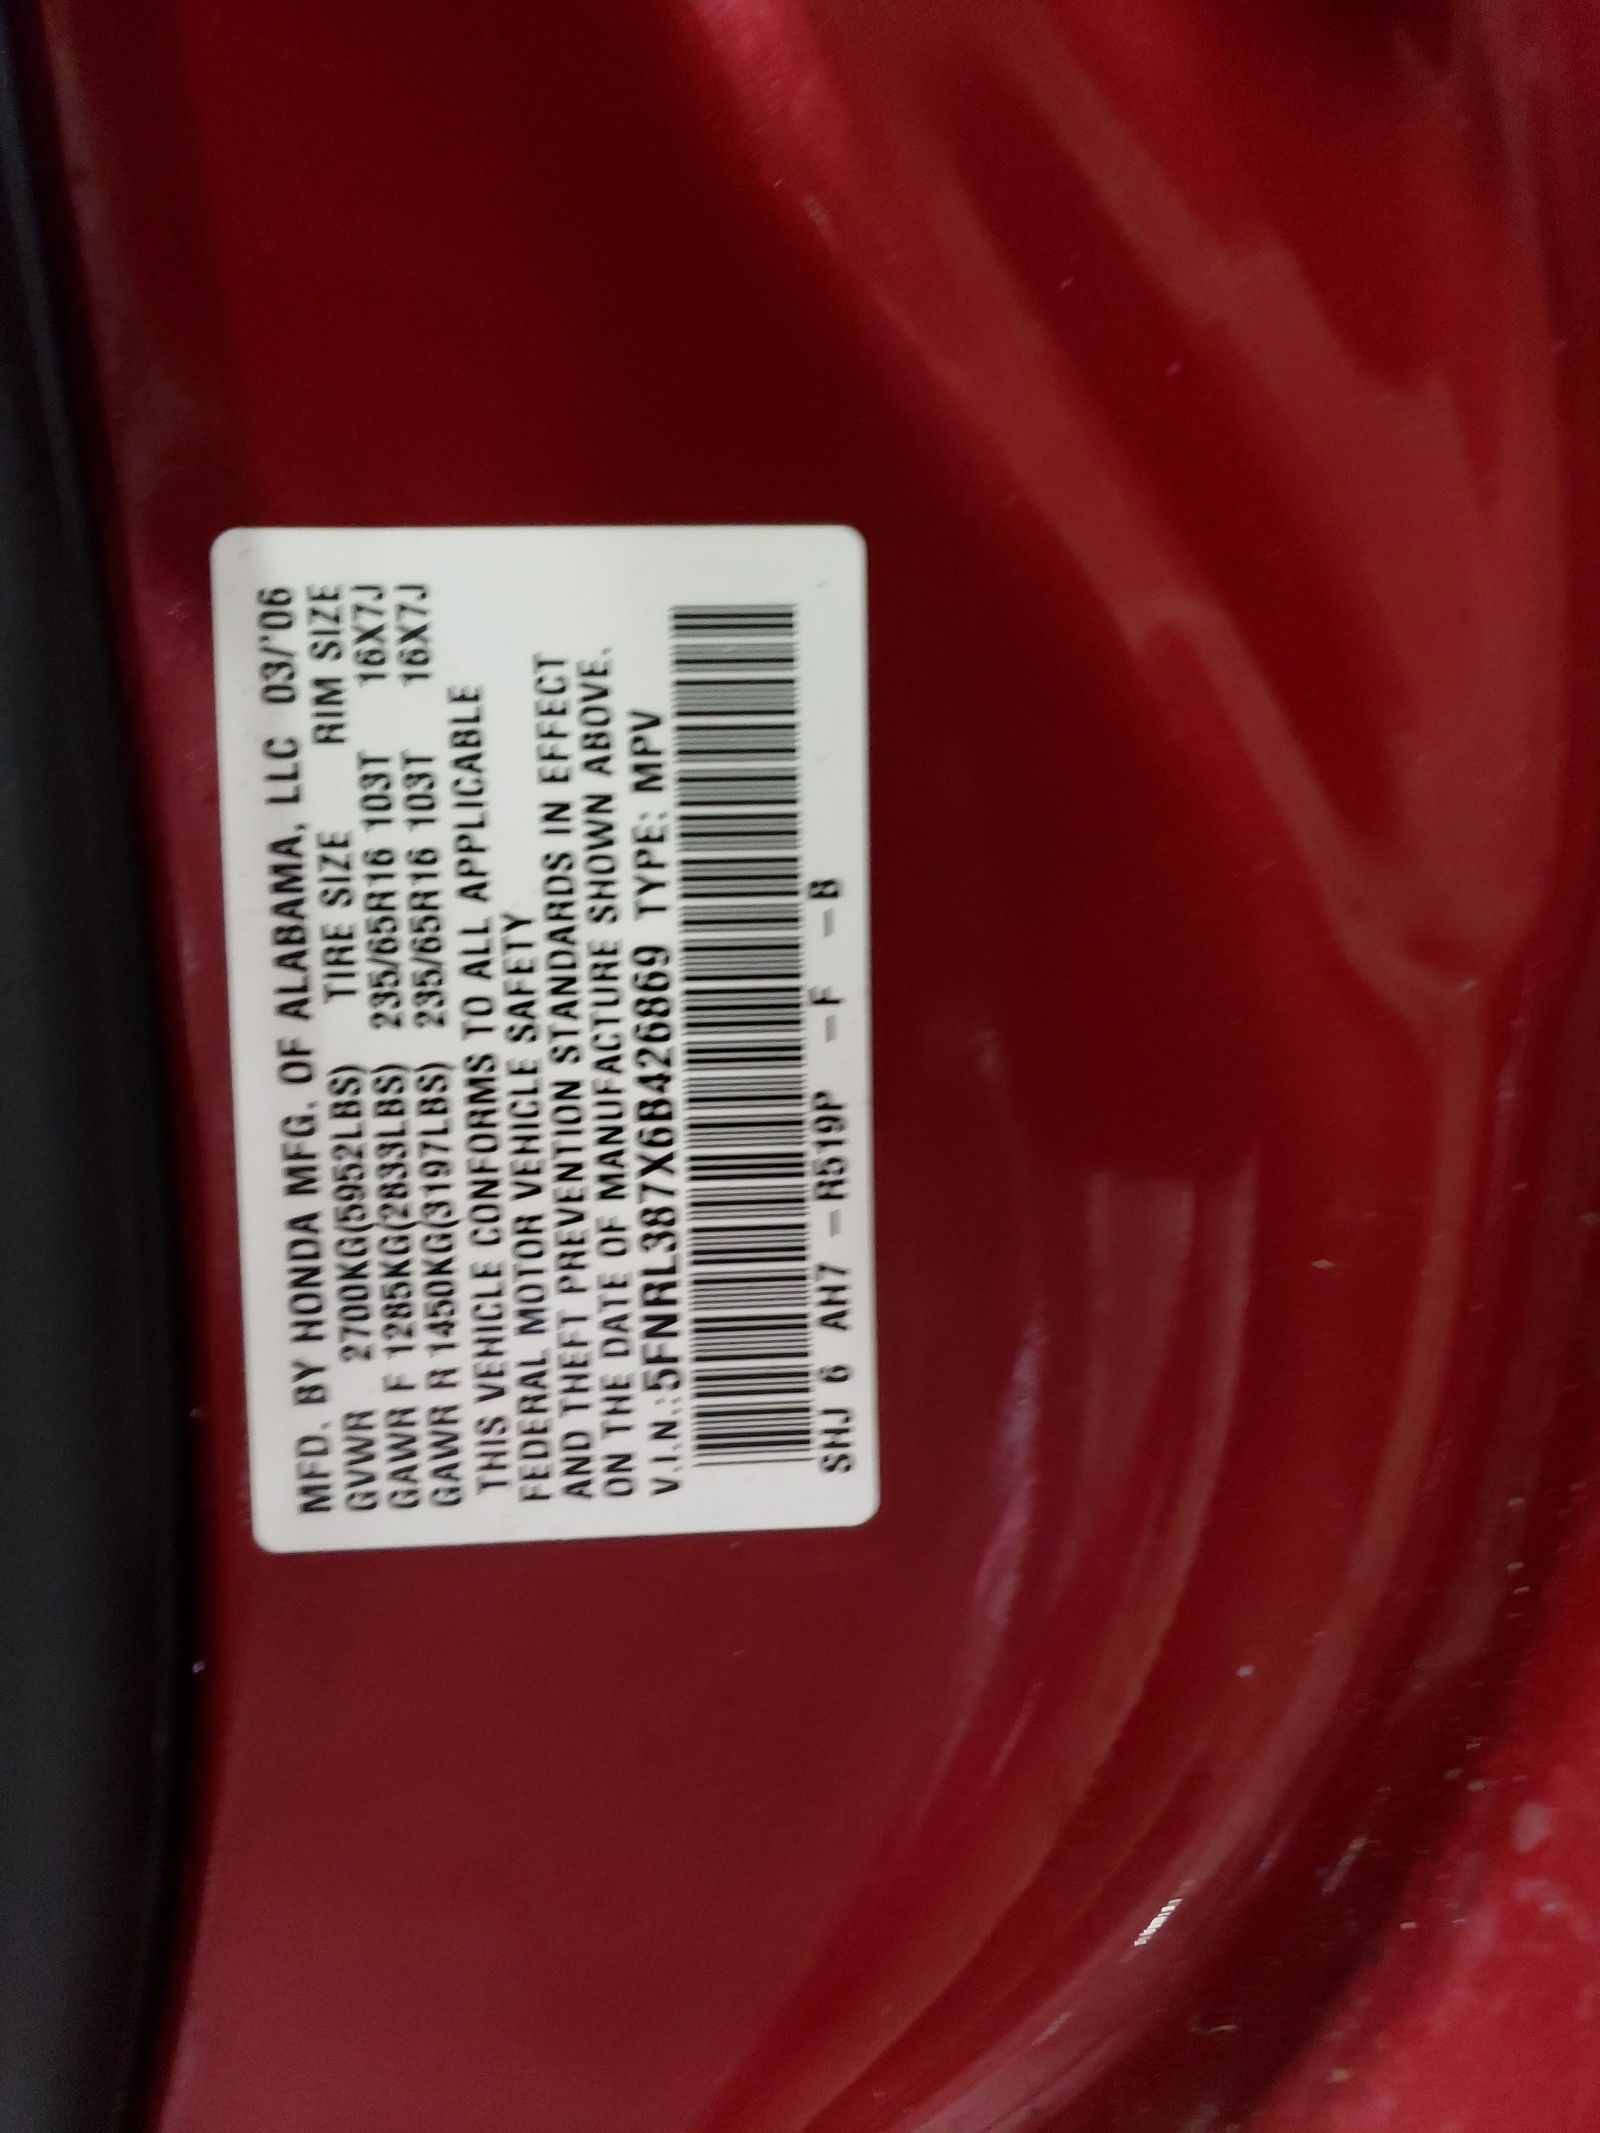 MFD. BY HONDA MFG. OF ALABAMA, LLC 03/'06
TIRE SIZE RIM SIZE
GVWR 2700KG(5952LBS)
GAWR F 1285KG(2833LBS) 235/65R16 103T 16X7J
GAWR R 1450KG(3197LBS) 235/65R16 103T 16X7J
THIS VEHICLE CONFORMS TO ALL APPLICABLE
FEDERAL MOTOR VEHICLE SAFETY
AND THEFT PREVENTION STANDARDS IN EFFECT
ON THE DATE OF MANUFACTURE SHOWN ABOVE.
V.I.N.:5FNRL387X6B426869 TYPE: MPV
SHJ 6 AH7 -R519P -F -B